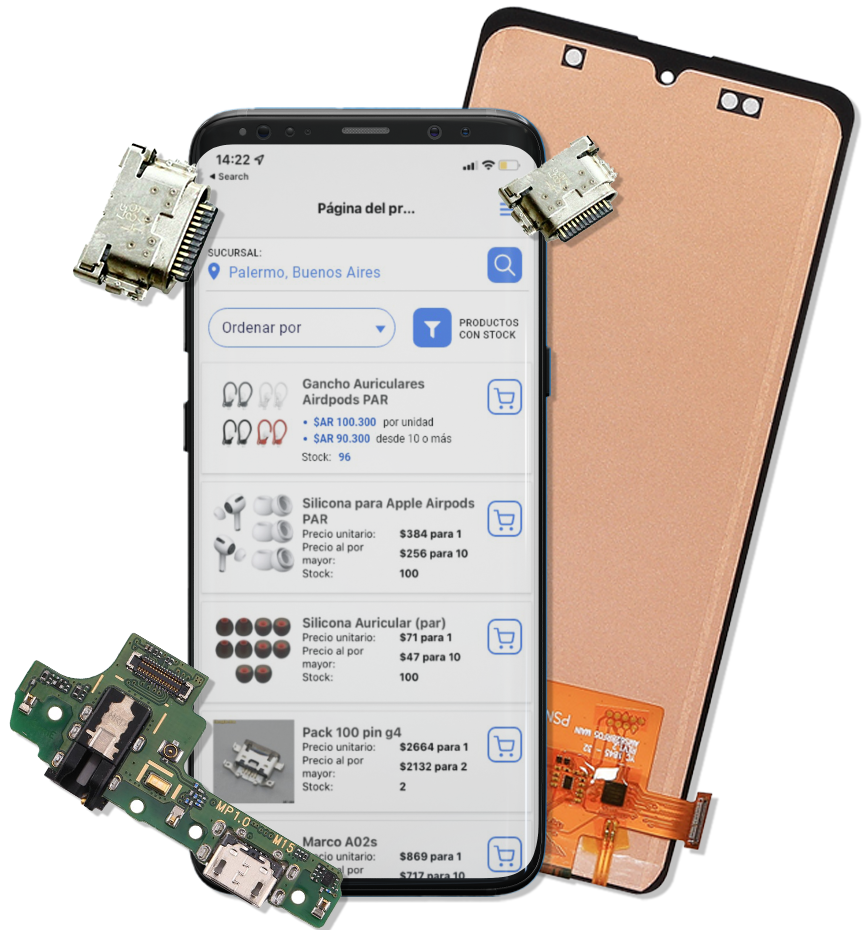 14:22
Search
Página del pr...
SUCURSAL:
Palermo, Buenos Aires
Ordenar por
PRODUCTOS
CON STOCK
Gancho Auriculares
Airdpods PAR
• $AR 100.300 por unidad
• $AR 90.300 desde 10 o más
Stock: 96
Silicona para Apple Airpods
PAR
Precio unitario: $384 para 1
Precio al por
mayor: $256 para 10
Stock: 100
Silicona Auricular (par)
Precio unitario: $71 para 1
Precio al por
mayor: $47 para 10
Stock: 100
Pack 100 pin g4
Precio unitario: $2664 para 1
Precio al por
mayor: $2132 para 2
Stock: 2
Marco A02s
cio unitario: $869 para 1
al por
$717 para 10
MP1.0
M15
PSN